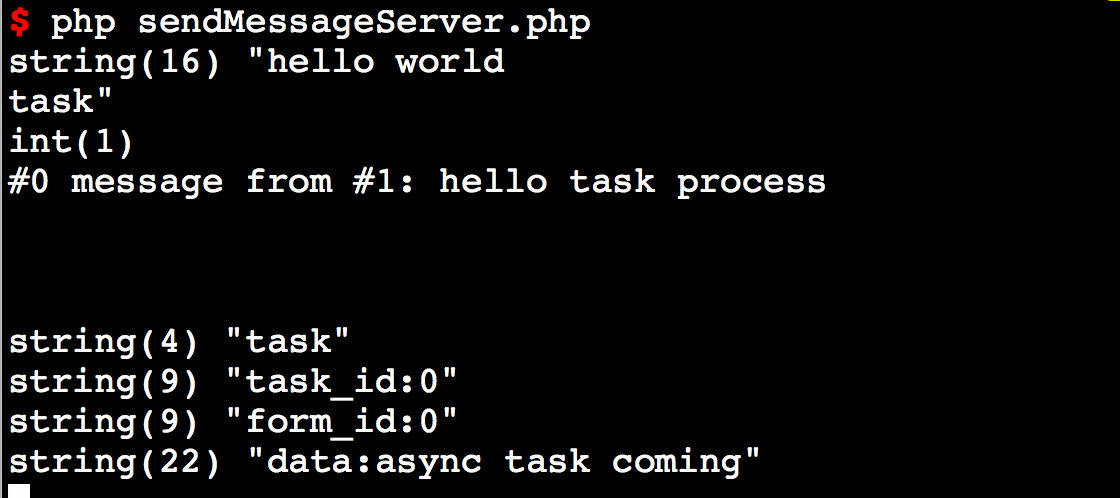 $ php sendMessageServer.php
string(16) "hello world
task"
int(1)
#0 message from #1: hello task process
string(4) "task"
string(9) "task_id:0"
string(9) "form_id:0"
string(22) "data:async task coming"